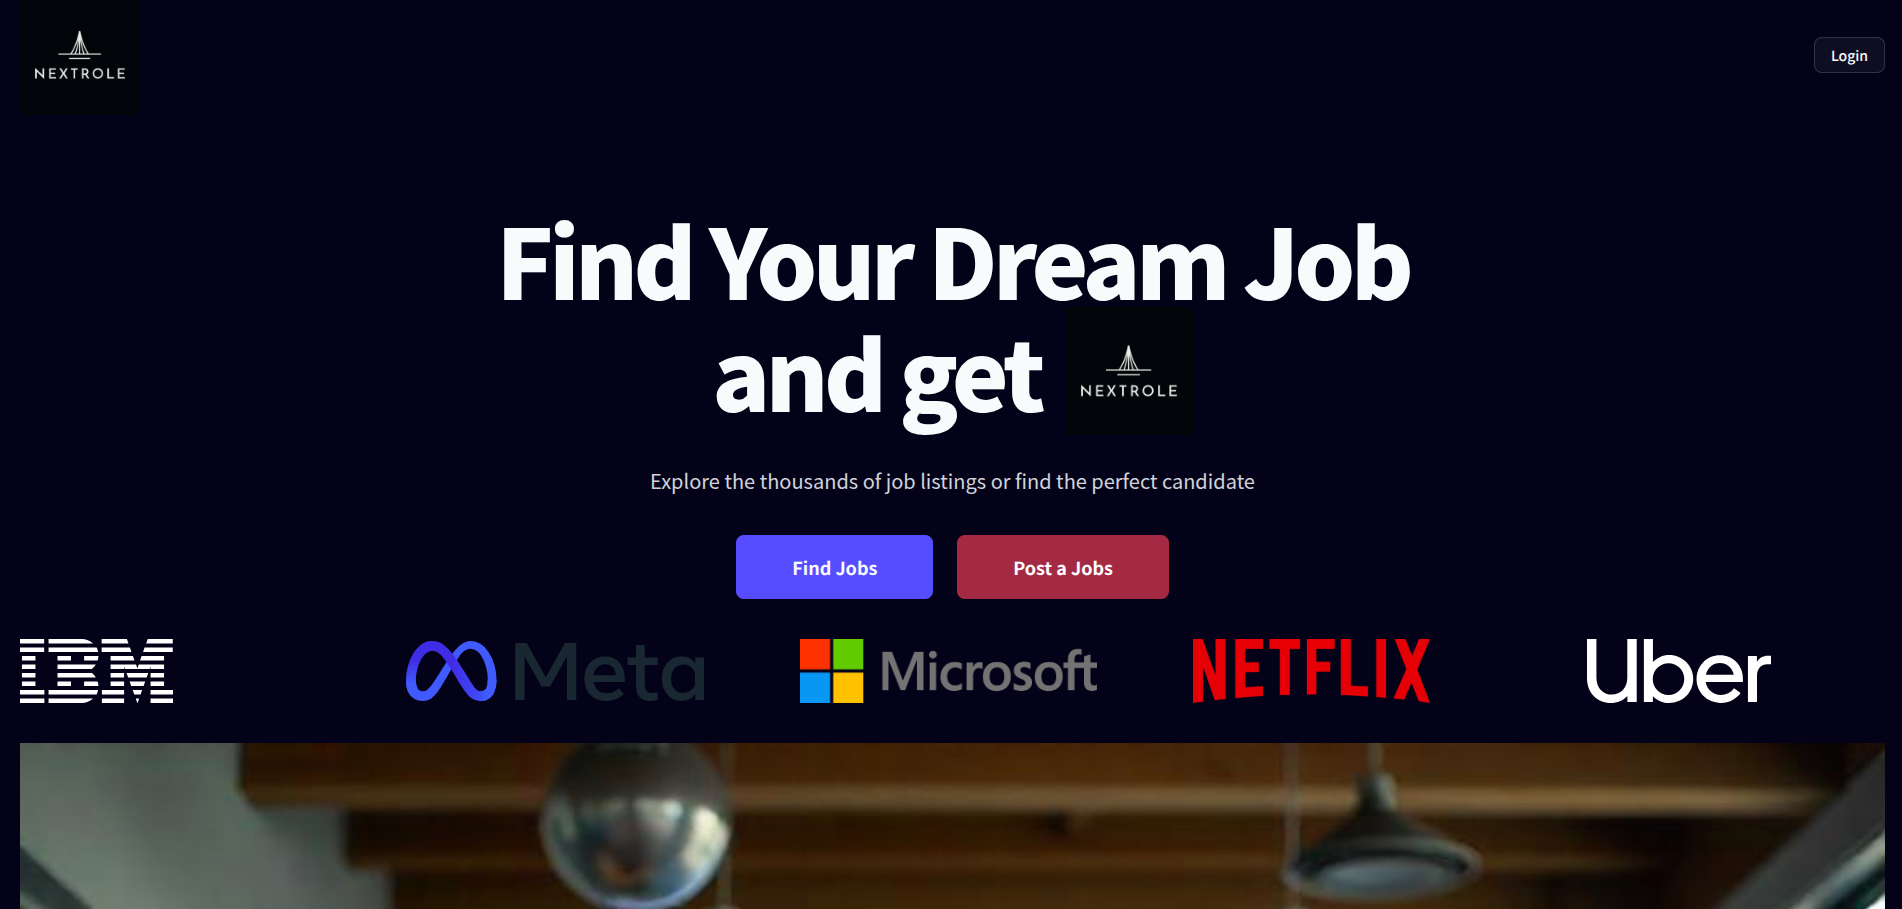 NEXTROLE
Login
Find Your Dream Job
and get NEXTROLE
Explore the thousands of job listings or find the perfect candidate
Find Jobs
Post a Jobs
IBM
Meta
Microsoft
NETFLIX
Uber